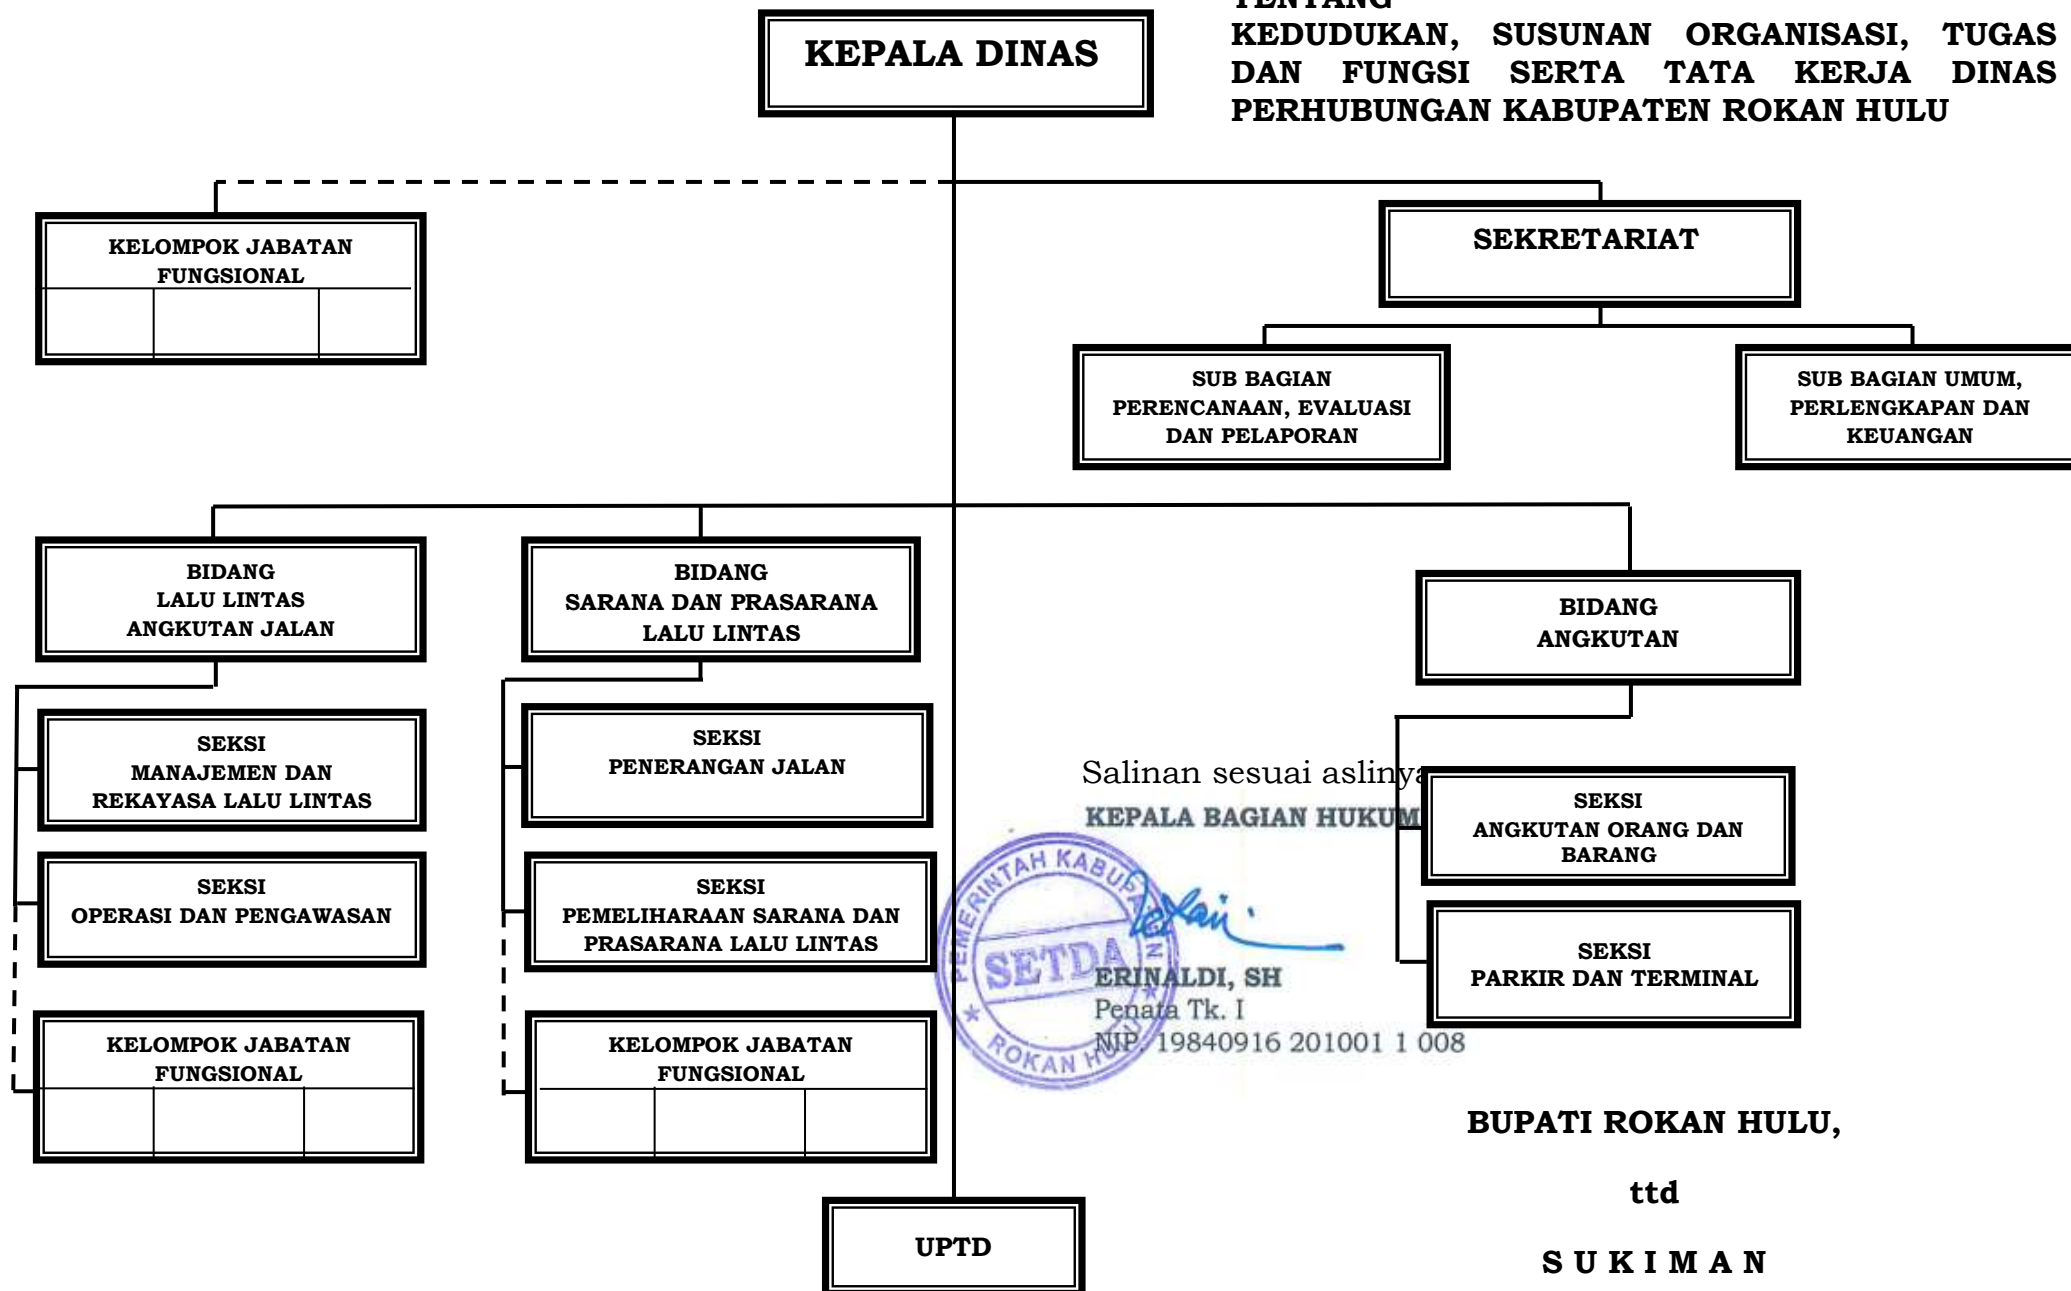 TENTANG
KEDUDUKAN, SUSUNAN ORGANISASI, TUGAS
DAN FUNGSI SERTA TATA KERJA DINAS
PERHUBUNGAN KABUPATEN ROKAN HULU
KEPALA DINAS
KELOMPOK JABATAN
FUNGSIONAL
SEKRETARIAT
SUB BAGIAN
PERENCANAAN, EVALUASI
DAN PELAPORAN
SUB BAGIAN UMUM,
PERLENGKAPAN DAN
KEUANGAN
BIDANG
LALU LINTAS
ANGKUTAN JALAN
BIDANG
SARANA DAN PRASARANA
LALU LINTAS
BIDANG
ANGKUTAN
SEKSI
MANAJEMEN DAN
REKAYASA LALU LINTAS
SEKSI
PENERANGAN JALAN
SEKSI
ANGKUTAN ORANG DAN
BARANG
SEKSI
OPERASI DAN PENGAWASAN
SEKSI
PEMELIHARAAN SARANA DAN
PRASARANA LALU LINTAS
SEKSI
PARKIR DAN TERMINAL
KELOMPOK JABATAN
FUNGSIONAL
KELOMPOK JABATAN
FUNGSIONAL
UPTD
Salinan sesuai aslinya
KEPALA BAGIAN HUKUM
PEMERINTAH KABUPATEN
SETDA
ROKAN HULU
ERINALDI, SH
Penata Tk. I
NIP. 19840916 201001 1 008
BUPATI ROKAN HULU,
ttd
S U K I M A N